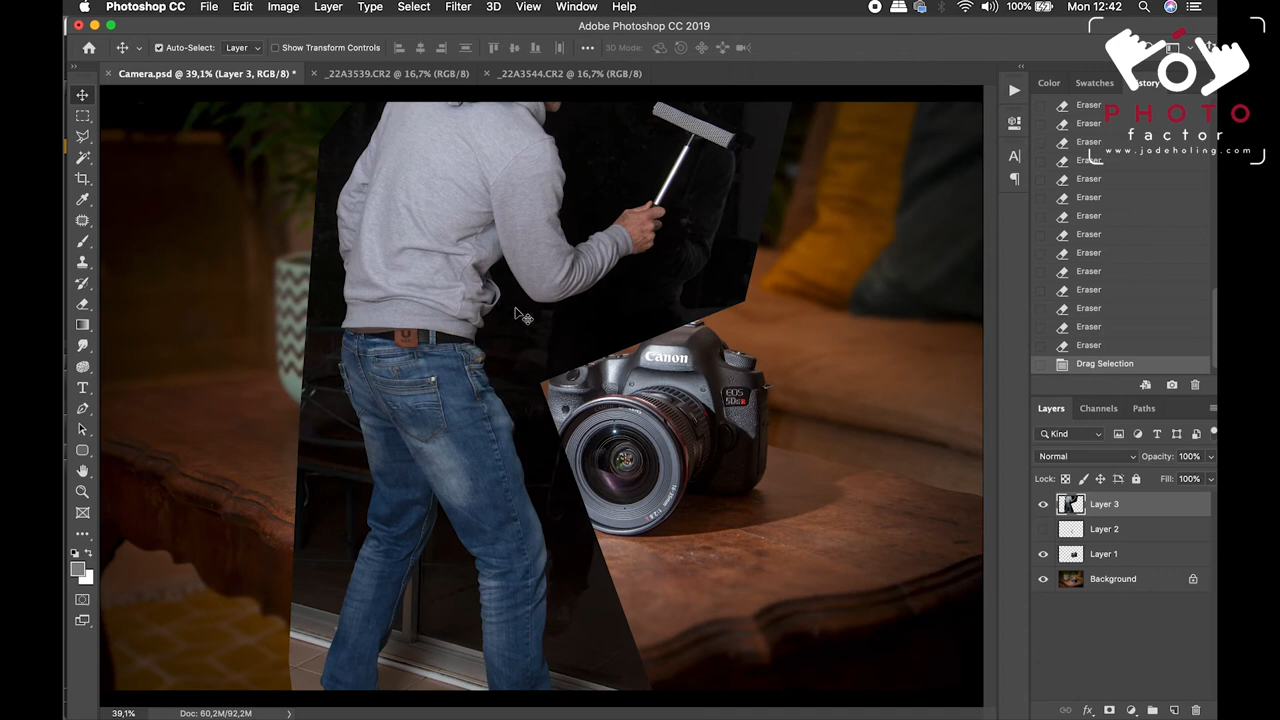 Photoshop CC File Edit Image Layer Type Select Filter 3D View Window Help 100% Mon 12:42
Adobe Photoshop CC 2019
Auto-Select: Layer Show Transform Controls 3D Mode:
Camera.psd @ 39,1% (Layer 3, RGB/8) * _22A3539.CR2 @ 16,7% (RGB/8) _22A3544.CR2 @ 16,7% (RGB/8)
Color Swatches History
PHOTO
factor
www.jadeholing.com
Eraser
Eraser
Eraser
Eraser
Eraser
Eraser
Eraser
Eraser
Eraser
Eraser
Eraser
Eraser
Eraser
Eraser
Drag Selection
Canon
EOS
5DS R
Layers Channels Paths
Kind
Normal Opacity: 100%
Lock: Fill: 100%
Layer 3
Layer 2
Layer 1
Background
39,1% Doc: 60,2M/92,2M